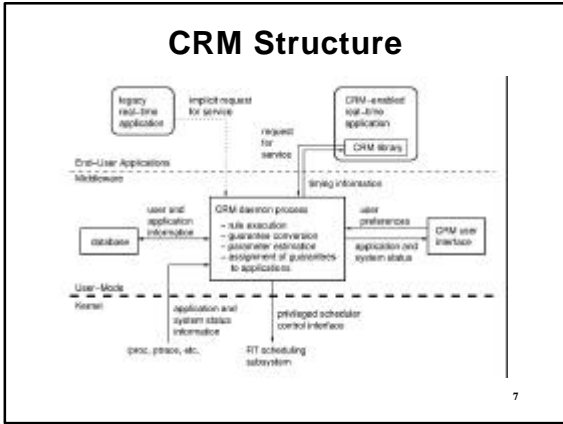 CRM Structure
legacy
real-time
application
implicit request
for service
CRM-enabled
real-time
application
CRM library
request
for
service
End-User Applications
Middleware
timing information
CRM daemon process
- rule execution
- guarantee conversion
- parameter estimation
- assignment of guarantees
to applications
user and
application
information
database
user
preferences
application and
system status
CRM user
interface
User-Mode
Kernel
application and
system status
information
privileged scheduler
control interface
/proc, ptrace, etc.
RT scheduling
subsystem
7